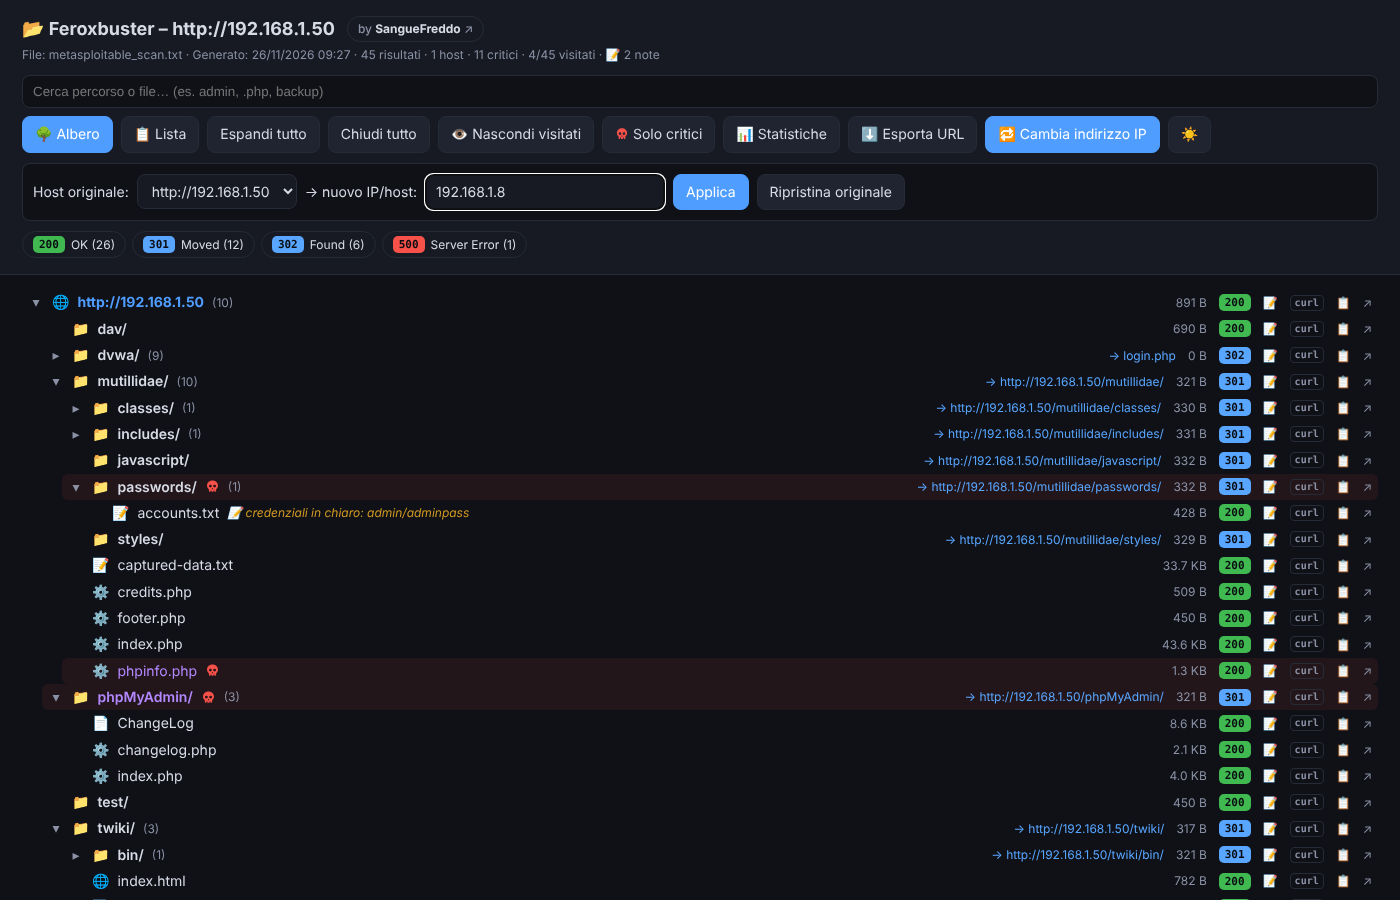 Feroxbuster – http://192.168.1.50 by SangueFreddo ↗
File: metasploitable_scan.txt · Generato: 26/11/2026 09:27 · 45 risultati · 1 host · 11 critici · 4/45 visitati · 📝 2 note
Cerca percorso o file… (es. admin, .php, backup)
Albero Lista Espandi tutto Chiudi tutto Nascondi visitati Solo critici Statistiche Esporta URL Cambia indirizzo IP
Host originale: http://192.168.1.50 → nuovo IP/host: 192.168.1.8 Applica Ripristina originale
200 OK (26) 301 Moved (12) 302 Found (6) 500 Server Error (1)
http://192.168.1.50 (10) 891 B 200 curl ↗
dav/ 690 B 200 curl ↗
dvwa/ (9) → login.php 0 B 302 curl ↗
mutillidae/ (10) → http://192.168.1.50/mutillidae/ 321 B 301 curl ↗
classes/ (1) → http://192.168.1.50/mutillidae/classes/ 330 B 301 curl ↗
includes/ (1) → http://192.168.1.50/mutillidae/includes/ 331 B 301 curl ↗
javascript/ → http://192.168.1.50/mutillidae/javascript/ 332 B 301 curl ↗
passwords/ (1) → http://192.168.1.50/mutillidae/passwords/ 332 B 301 curl ↗
accounts.txt credenziali in chiaro: admin/adminpass 428 B 200 curl ↗
styles/ → http://192.168.1.50/mutillidae/styles/ 329 B 301 curl ↗
captured-data.txt 33.7 KB 200 curl ↗
credits.php 509 B 200 curl ↗
footer.php 450 B 200 curl ↗
index.php 43.6 KB 200 curl ↗
phpinfo.php 1.3 KB 200 curl ↗
phpMyAdmin/ (3) → http://192.168.1.50/phpMyAdmin/ 321 B 301 curl ↗
ChangeLog 8.6 KB 200 curl ↗
changelog.php 2.1 KB 200 curl ↗
index.php 4.0 KB 200 curl ↗
test/ 450 B 200 curl ↗
twiki/ (3) → http://192.168.1.50/twiki/ 317 B 301 curl ↗
bin/ (1) → http://192.168.1.50/twiki/bin/ 321 B 301 curl ↗
index.html 782 B 200 curl ↗